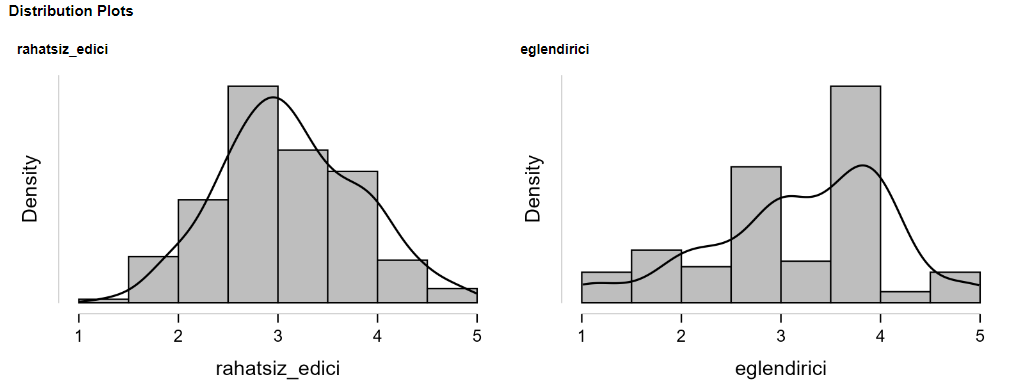 Distribution Plots
rahatsiz_edici
Density
1 2 3 4 5
rahatsiz_edici
eglendirici
Density
1 2 3 4 5
eglendirici